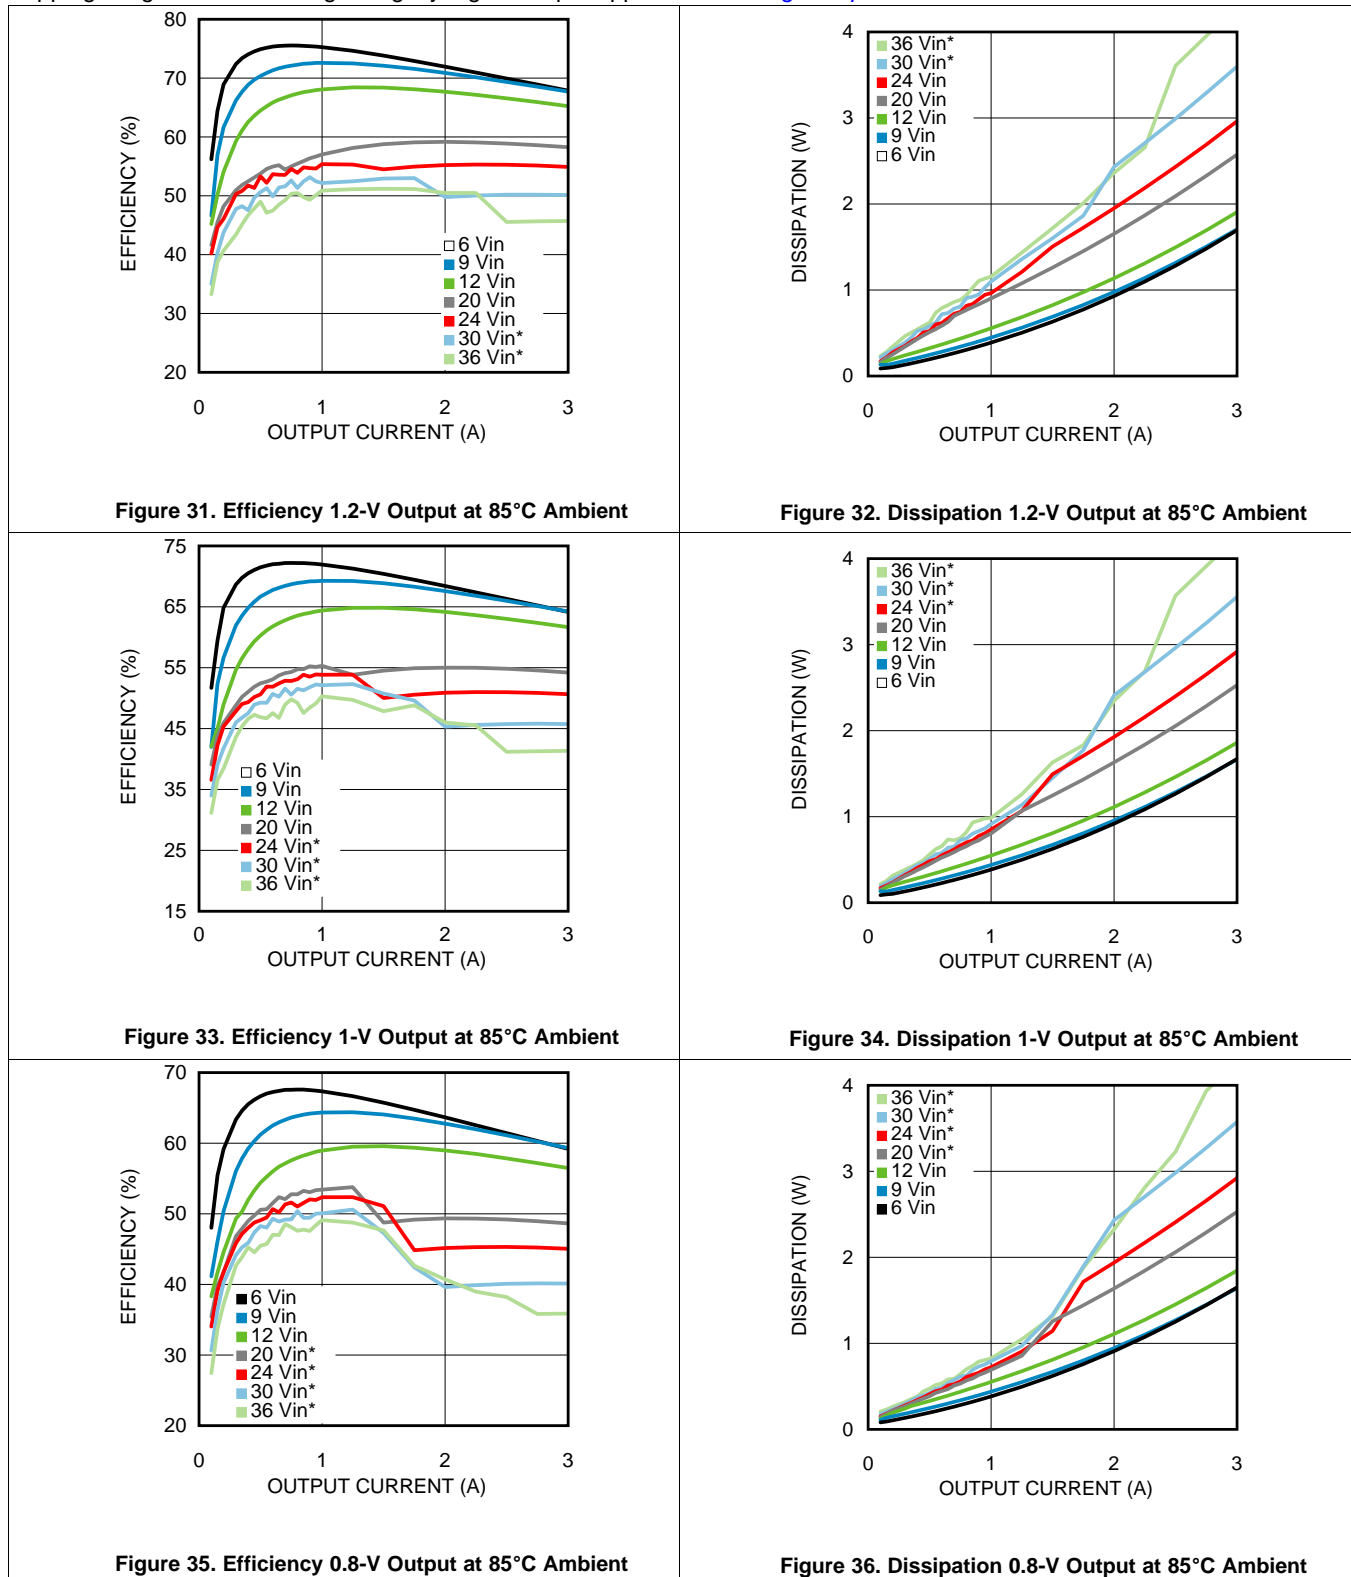 80
70
60
50
40
30
20
EFFICIENCY (%)
6 Vin
9 Vin
12 Vin
20 Vin
24 Vin
30 Vin*
36 Vin*
0 1 2 3
OUTPUT CURRENT (A)
Figure 31. Efficiency 1.2-V Output at 85°C Ambient
4
3
2
1
0
DISSIPATION (W)
36 Vin*
30 Vin*
24 Vin
20 Vin
12 Vin
9 Vin
6 Vin
0 1 2 3
OUTPUT CURRENT (A)
Figure 32. Dissipation 1.2-V Output at 85°C Ambient
75
65
55
45
35
25
15
EFFICIENCY (%)
6 Vin
9 Vin
12 Vin
20 Vin
24 Vin*
30 Vin*
36 Vin*
0 1 2 3
OUTPUT CURRENT (A)
Figure 33. Efficiency 1-V Output at 85°C Ambient
4
3
2
1
0
DISSIPATION (W)
36 Vin*
30 Vin*
24 Vin*
20 Vin
12 Vin
9 Vin
6 Vin
0 1 2 3
OUTPUT CURRENT (A)
Figure 34. Dissipation 1-V Output at 85°C Ambient
70
60
50
40
30
20
EFFICIENCY (%)
6 Vin
9 Vin
12 Vin
20 Vin*
24 Vin*
30 Vin*
36 Vin*
0 1 2 3
OUTPUT CURRENT (A)
Figure 35. Efficiency 0.8-V Output at 85°C Ambient
4
3
2
1
0
DISSIPATION (W)
36 Vin*
30 Vin*
24 Vin*
20 Vin*
12 Vin
9 Vin
6 Vin
0 1 2 3
OUTPUT CURRENT (A)
Figure 36. Dissipation 0.8-V Output at 85°C Ambient